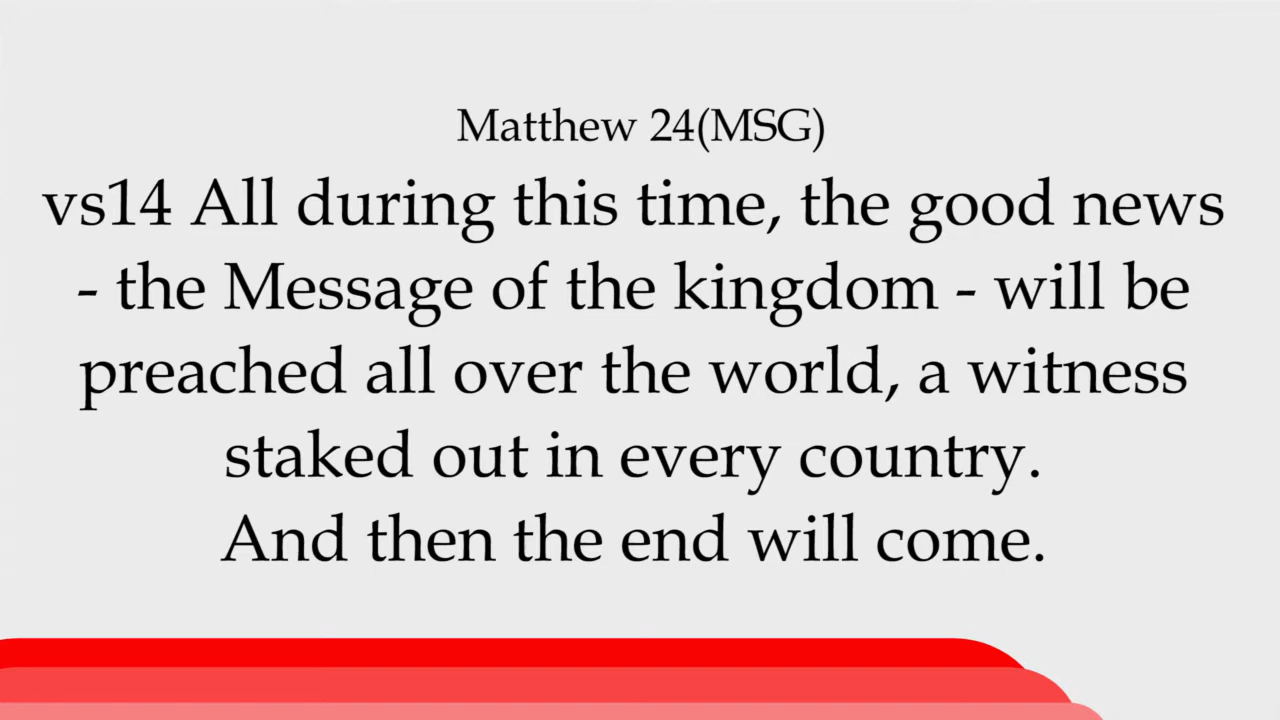 Matthew 24(MSG)
vs14 All during this time, the good news
- the Message of the kingdom - will be
preached all over the world, a witness
staked out in every country.
And then the end will come.